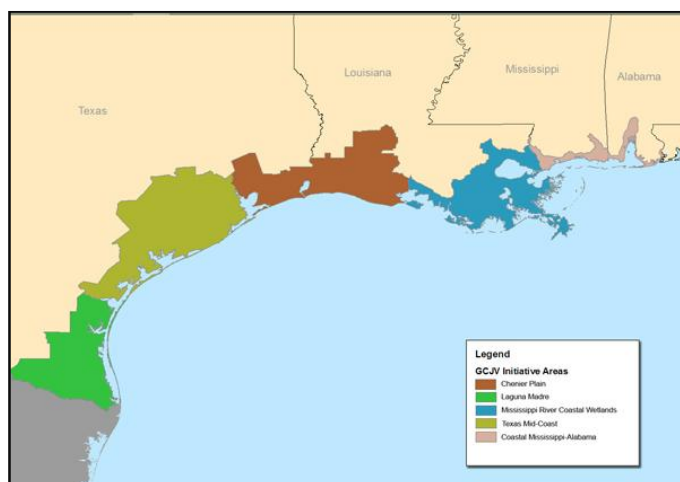 Louisiana
Mississippi
Alabama
Texas
Legend
GCJV Initiative Areas
Chenier Plain
Laguna Madre
Mississippi River Coastal Wetlands
Texas Mid-Coast
Coastal Mississippi-Alabama